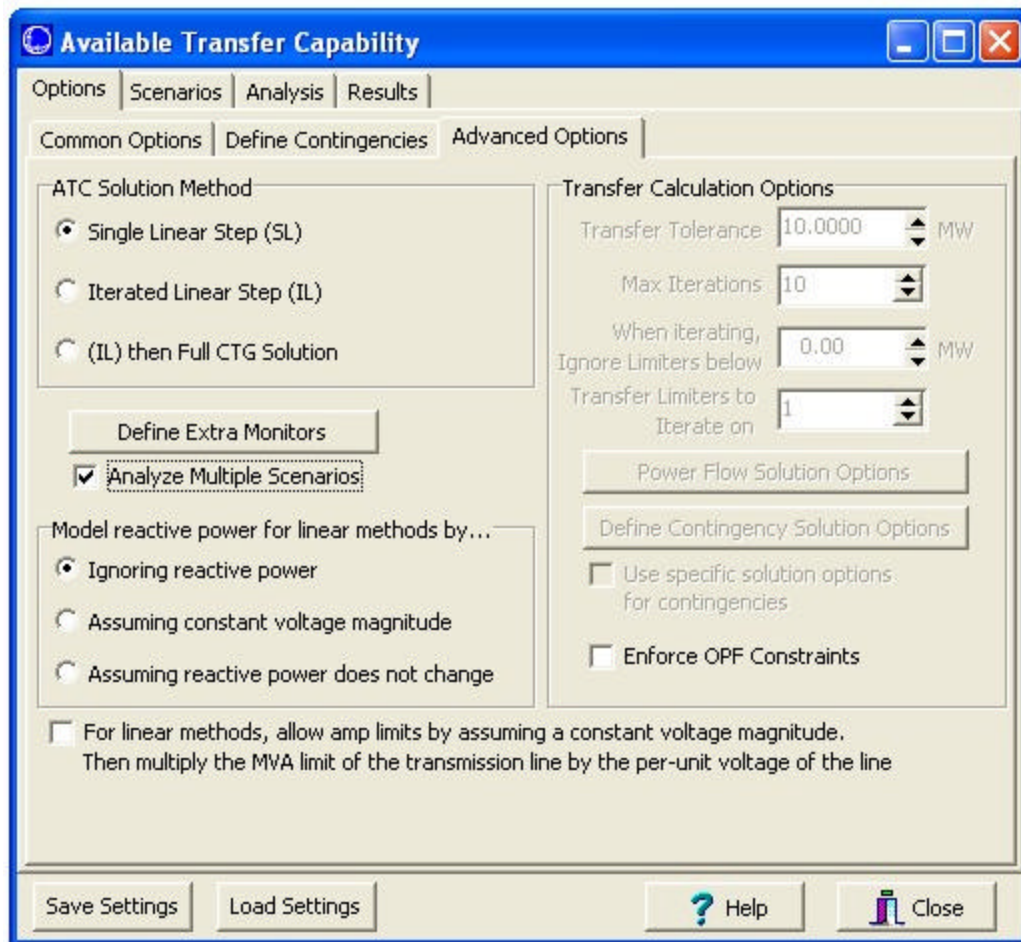 Available Transfer Capability
Options Scenarios Analysis Results
Common Options Define Contingencies Advanced Options
ATC Solution Method
Single Linear Step (SL)
Iterated Linear Step (IL)
(IL) then Full CTG Solution
Define Extra Monitors
Analyze Multiple Scenarios
Model reactive power for linear methods by...
Ignoring reactive power
Assuming constant voltage magnitude
Assuming reactive power does not change
Transfer Calculation Options
Transfer Tolerance 10.0000 MW
Max Iterations 10
When iterating,
Ignore Limiters below 0.00 MW
Transfer Limiters to
Iterate on 1
Power Flow Solution Options
Define Contingency Solution Options
Use specific solution options
for contingencies
Enforce OPF Constraints
For linear methods, allow amp limits by assuming a constant voltage magnitude.
Then multiply the MVA limit of the transmission line by the per-unit voltage of the line
Save Settings Load Settings ? Help Close